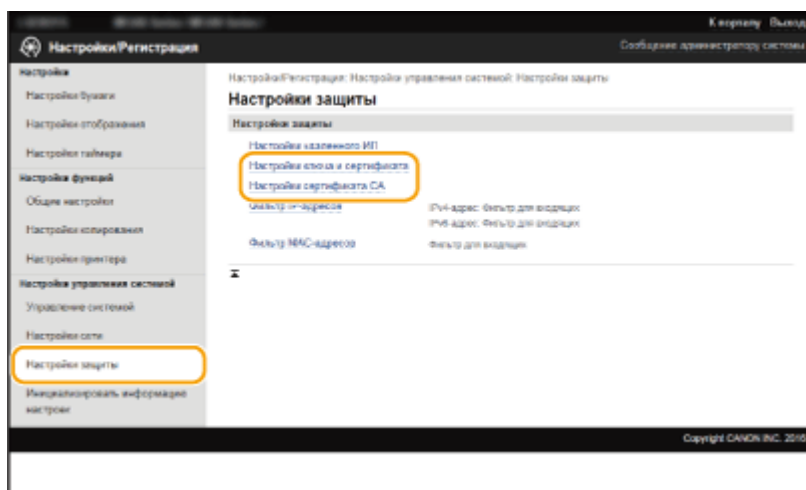 К порталу Выход
Настройки/Регистрация
Сообщение администратору системы
Настройки
Настройки бумаги
Настройки отображения
Настройки таймера
Настройки функций
Общие настройки
Настройки копирования
Настройки принтера
Настройки управления системой
Управление системой
Настройки сети
Настройки защиты
Инициализировать информацию
настроек
Настройки/Регистрация: Настройки управления системой: Настройки защиты
Настройки защиты
Настройки защиты
Настройки удаленного ИП
Настройки ключа и сертификата
Настройки сертификата CA
Фильтр IP-адресов
IPv4-адрес: Фильтр для входящих
IPv6-адрес: Фильтр для входящих
Фильтр MAC-адресов
Фильтр для входящих
Copyright CANON INC. 2016